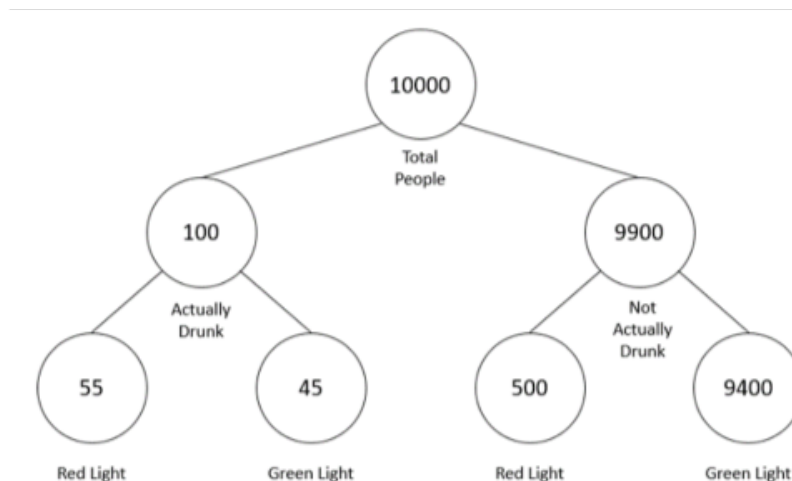 10000
Total
People
100
9900
Actually
Drunk
Not
Actually
Drunk
55
45
500
9400
Red Light
Green Light
Red Light
Green Light